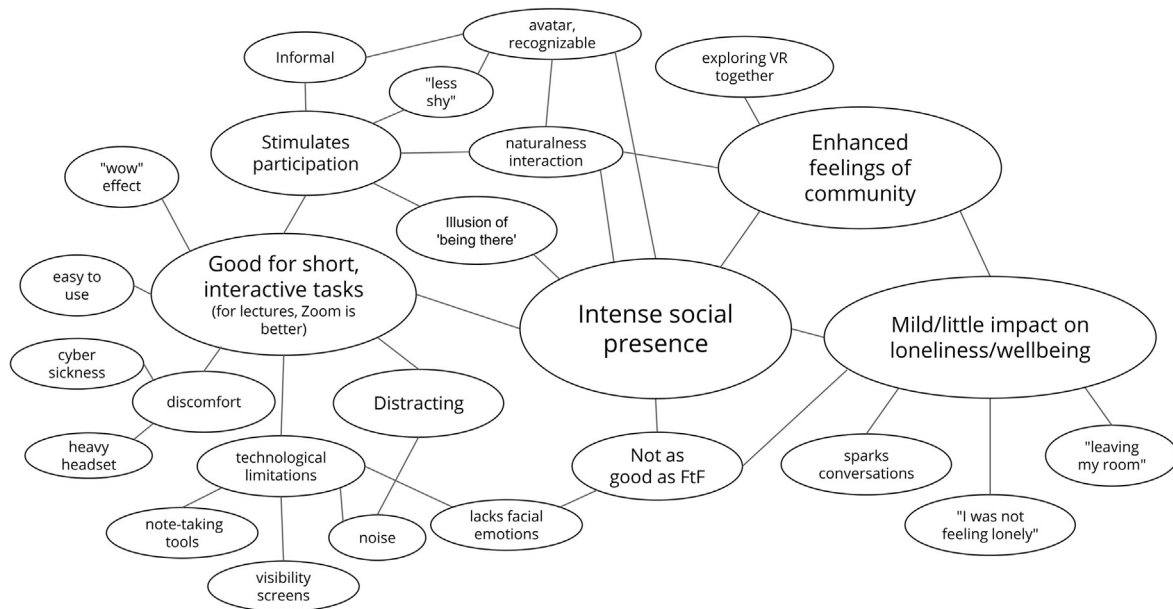 avatar,
recognizable
Informal
exploring VR
together
"less
shy"
Stimulates
participation
naturalness
interaction
Enhanced
feelings of
community
"wow"
effect
Illusion of
'being there'
easy to
use
Good for short,
interactive tasks
(for lectures, Zoom is
better)
Intense social
presence
Mild/little impact on
loneliness/wellbeing
cyber
sickness
discomfort
Distracting
heavy
headset
technological
limitations
Not as
good as FtF
sparks
conversations
"leaving
my room"
note-taking
tools
noise
lacks facial
emotions
"I was not
feeling lonely"
visibility
screens